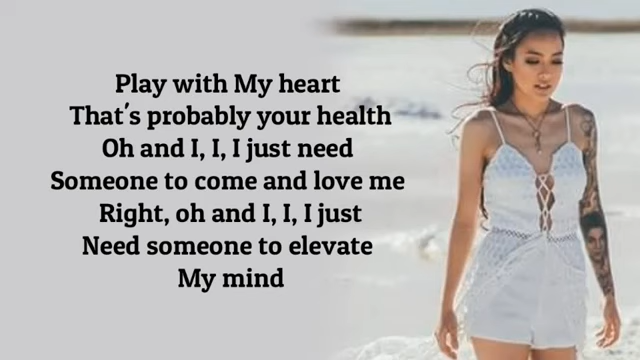 Play with My heart
That's probably your health
Oh and I, I, I just need
Someone to come and love me
Right, oh and I, I, I just
Need someone to elevate
My mind